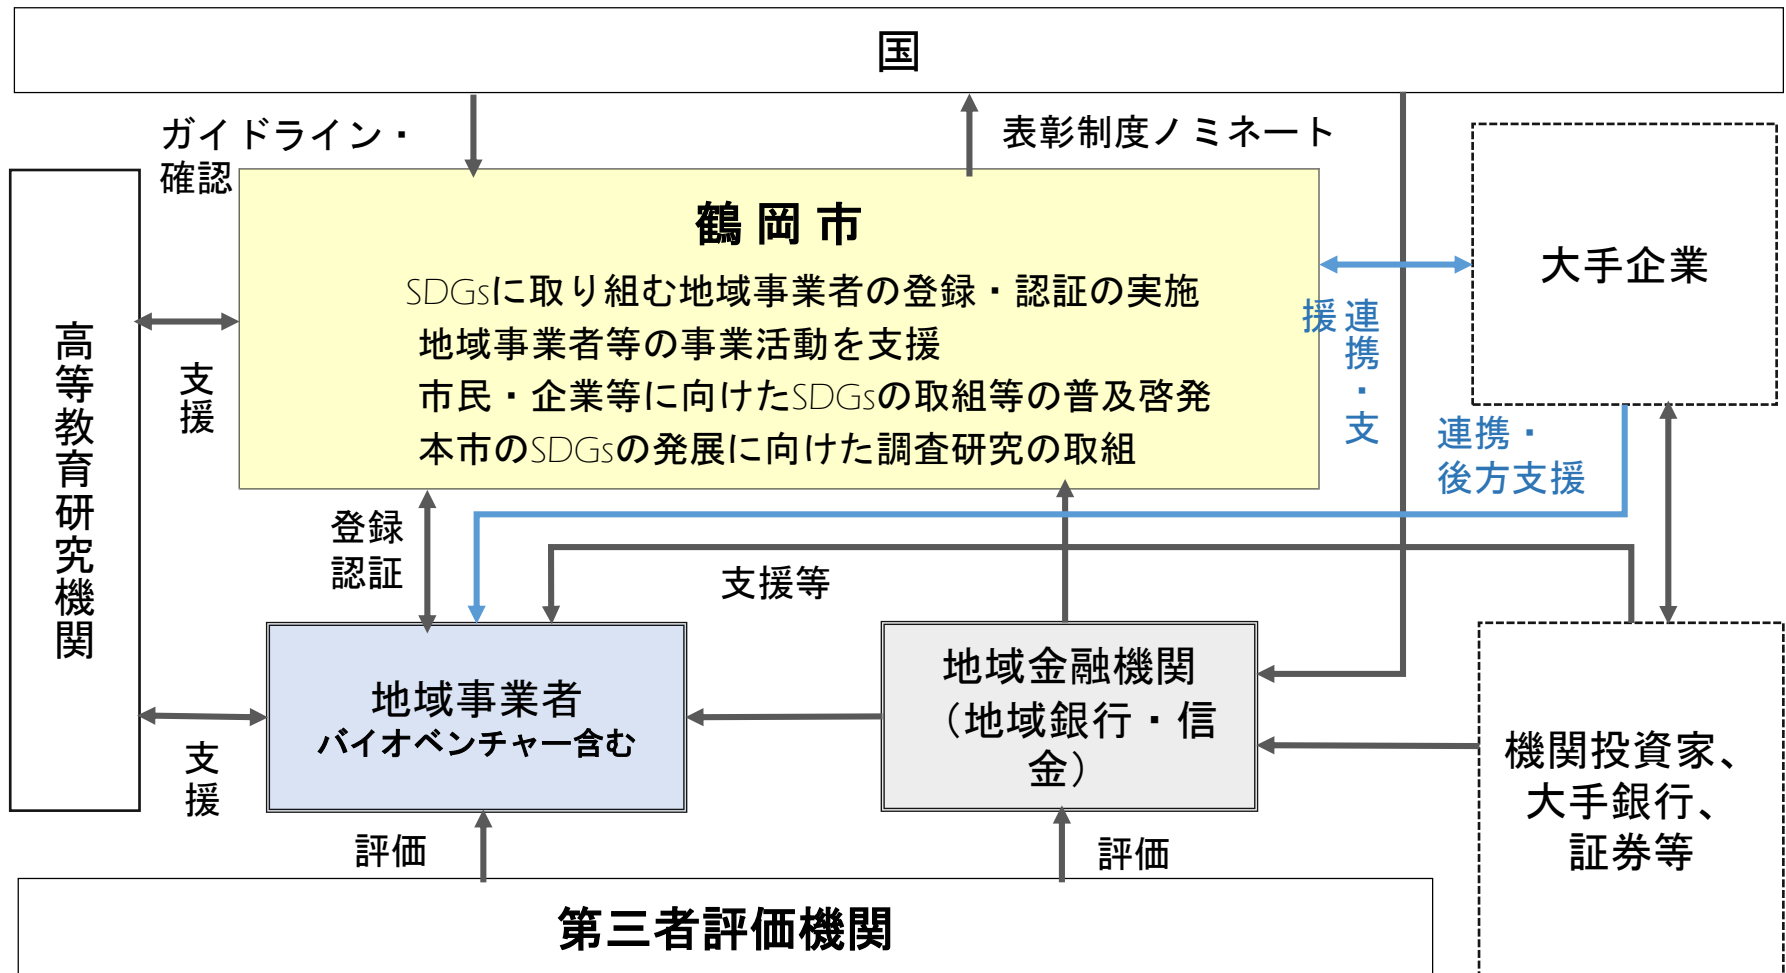 国
ガイドライン・
確認
表彰制度ノミネート
鶴岡市
SDGsに取り組む地域事業者の登録・認証の実施
地域事業者等の事業活動を支援
市民・企業等に向けたSDGsの取組等の普及啓発
本市のSDGsの発展に向けた調査研究の取組
大手企業
高等教育研究機関
支援
連携・支
援
連携・
後方支援
登録
認証
支援等
地域事業者
バイオベンチャー含む
地域金融機関
（地域銀行・信
金）
機関投資家、
大手銀行、
証券等
支援
評価
評価
第三者評価機関